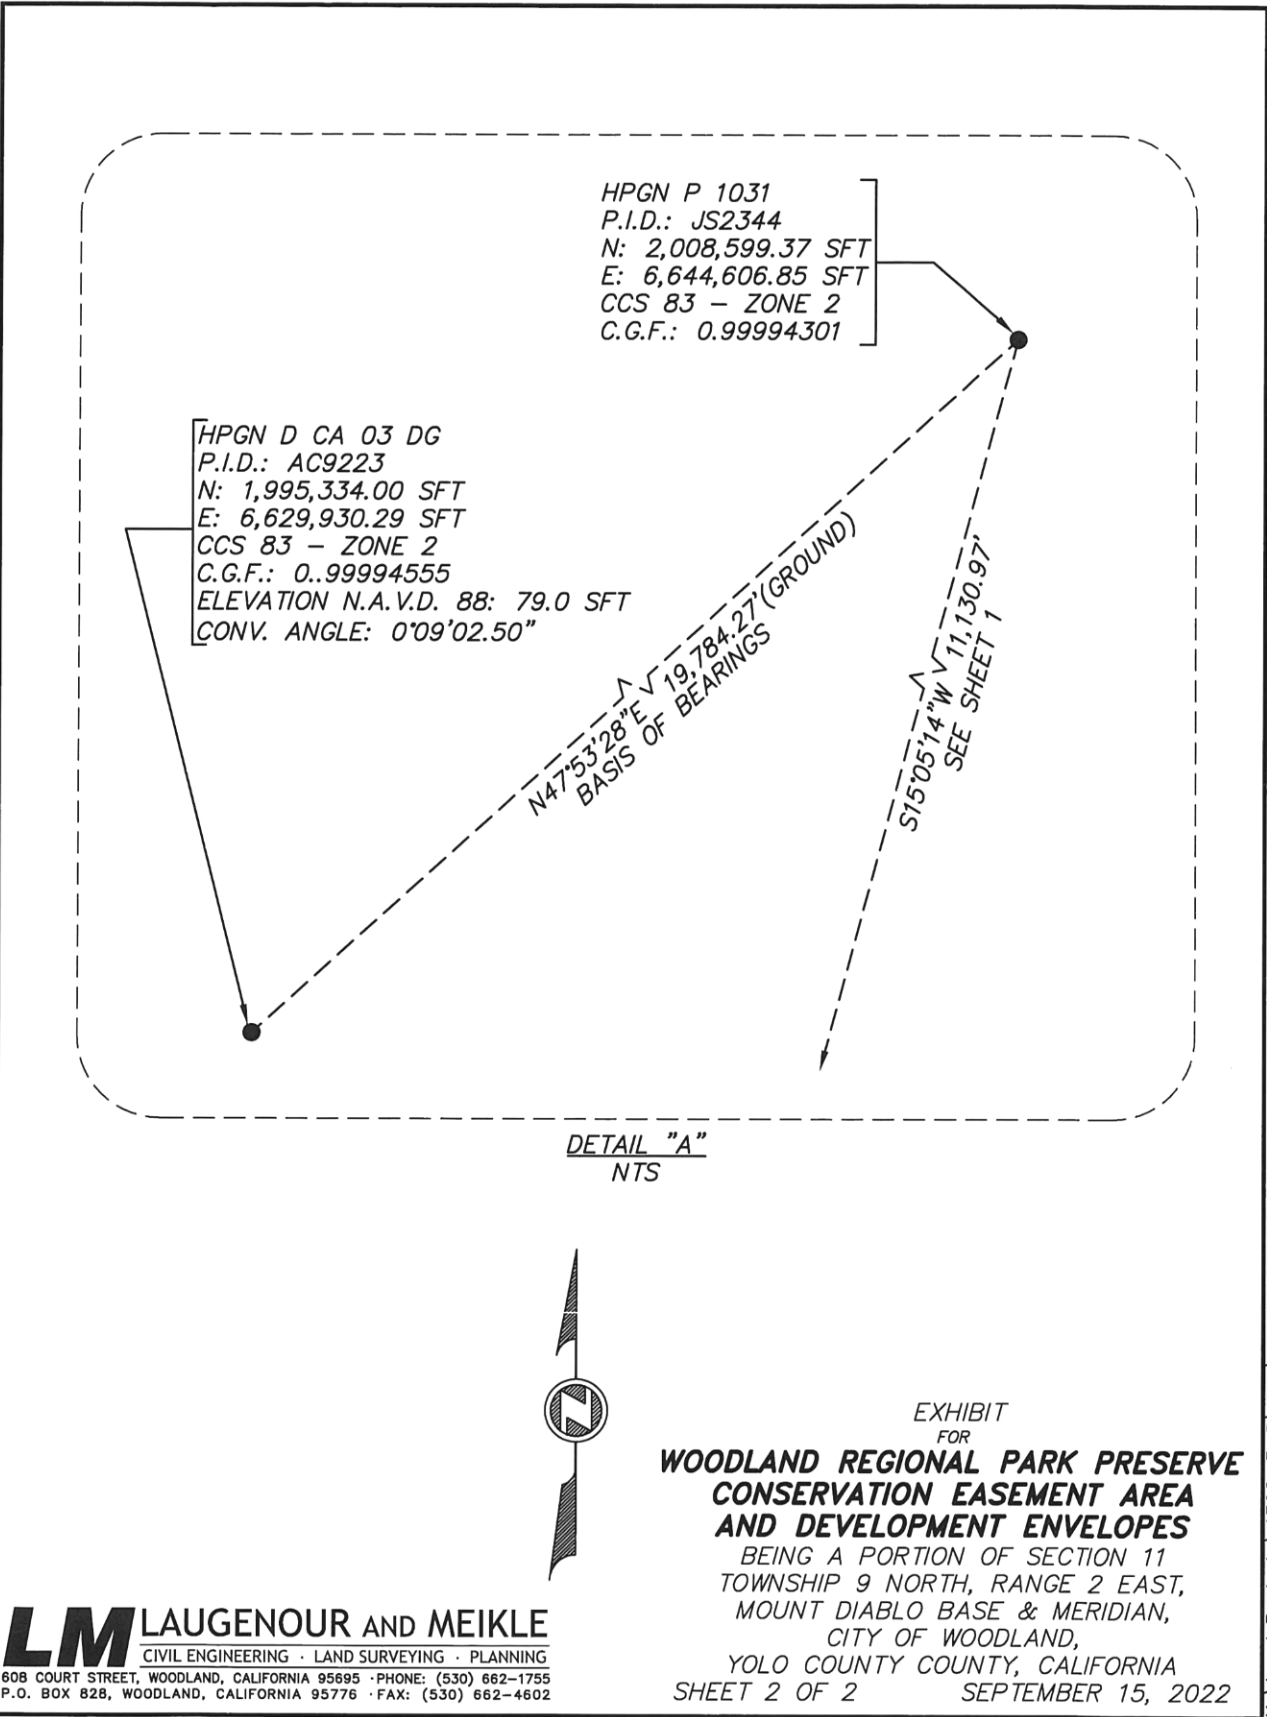 HPGN P 1031
P.I.D.: JS2344
N: 2,008,599.37 SFT
E: 6,644,606.85 SFT
CCS 83 – ZONE 2
C.G.F.: 0.99994301
HPGN D CA 03 DG
P.I.D.: AC9223
N: 1,995,334.00 SFT
E: 6,629,930.29 SFT
CCS 83 – ZONE 2
C.G.F.: 0..99994555
ELEVATION N.A.V.D. 88: 79.0 SFT
CONV. ANGLE: 0°09'02.50"
N47°53'28"E 19,784.27' (GROUND)
BASIS OF BEARINGS
S15°05'14"W 11,130.97'
SEE SHEET 1
DETAIL "A"
NTS
N
EXHIBIT
FOR
WOODLAND REGIONAL PARK PRESERVE
CONSERVATION EASEMENT AREA
AND DEVELOPMENT ENVELOPES
BEING A PORTION OF SECTION 11
TOWNSHIP 9 NORTH, RANGE 2 EAST,
MOUNT DIABLO BASE & MERIDIAN,
CITY OF WOODLAND,
YOLO COUNTY COUNTY, CALIFORNIA
SHEET 2 OF 2 SEPTEMBER 15, 2022
LM LAUGENOUR AND MEIKLE
CIVIL ENGINEERING · LAND SURVEYING · PLANNING
608 COURT STREET, WOODLAND, CALIFORNIA 95695 · PHONE: (530) 662-1755
P.O. BOX 828, WOODLAND, CALIFORNIA 95776 · FAX: (530) 662-4602